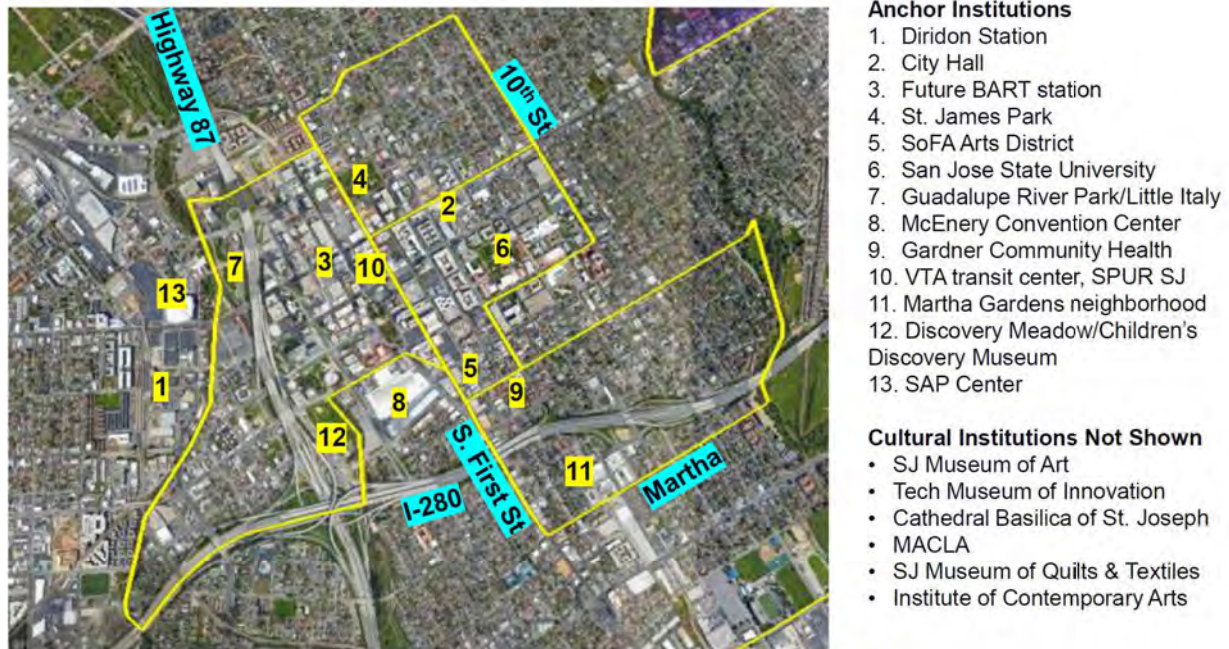 Highway 87
10th St
4
2
6
7
3
10
13
1
5
9
8
12
S. First St
11
Martha
I-280
Anchor Institutions
1. Diridon Station
2. City Hall
3. Future BART station
4. St. James Park
5. SoFA Arts District
6. San Jose State University
7. Guadalupe River Park/Little Italy
8. McEnery Convention Center
9. Gardner Community Health
10. VTA transit center, SPUR SJ
11. Martha Gardens neighborhood
12. Discovery Meadow/Children's
Discovery Museum
13. SAP Center
Cultural Institutions Not Shown
• SJ Museum of Art
• Tech Museum of Innovation
• Cathedral Basilica of St. Joseph
• MACLA
• SJ Museum of Quilts & Textiles
• Institute of Contemporary Arts